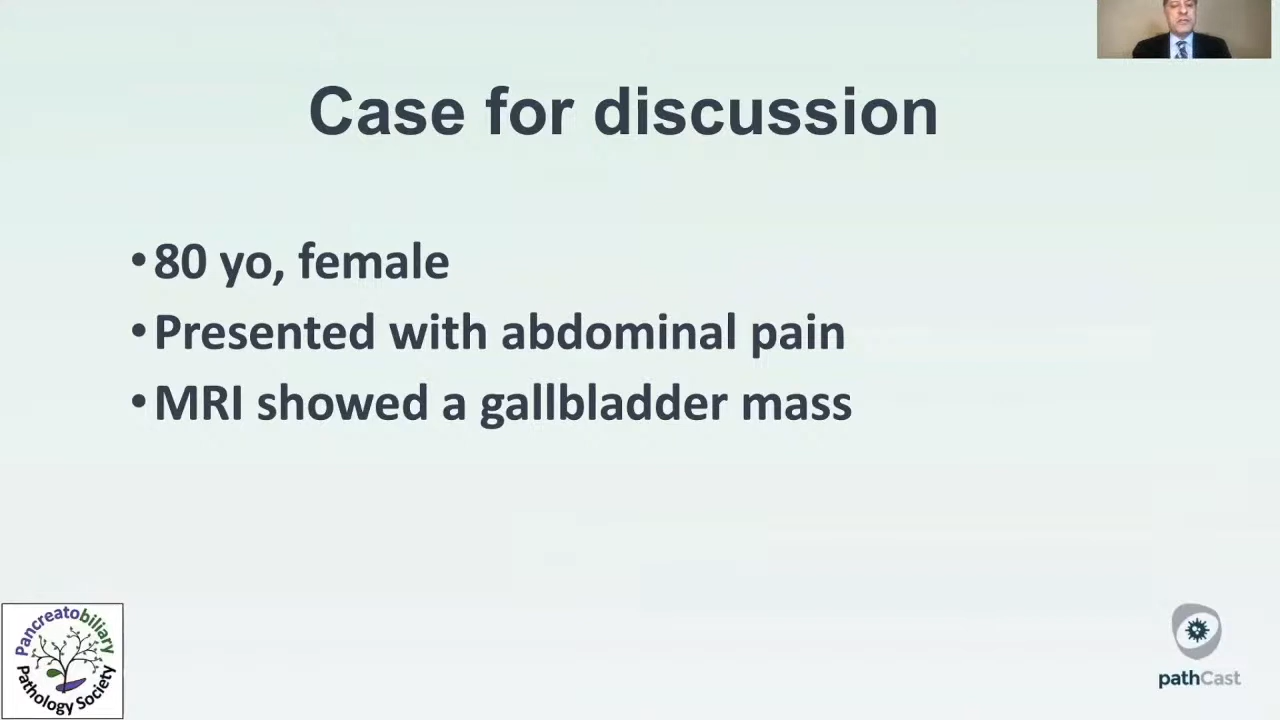 Case for discussion
•80 yo, female
•Presented with abdominal pain
•MRI showed a gallbladder mass
Pancreatobiliary
Pathology Society
pathCast